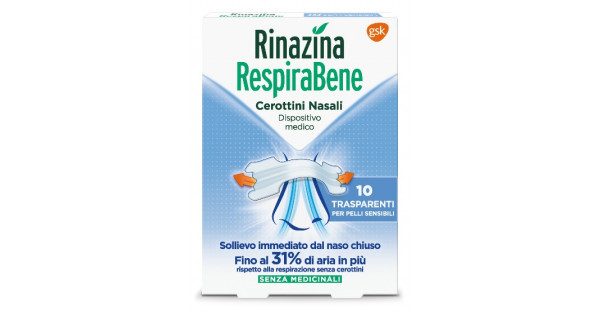 gsk
Rinazina
RespiraBene
Cerottini Nasali
Dispositivo
medico
10
TRASPARENTI
PER PELLI SENSIBILI
Sollievo immediato dal naso chiuso
Fino al 31% di aria in più
rispetto alla respirazione senza cerottini
SENZA MEDICINALI